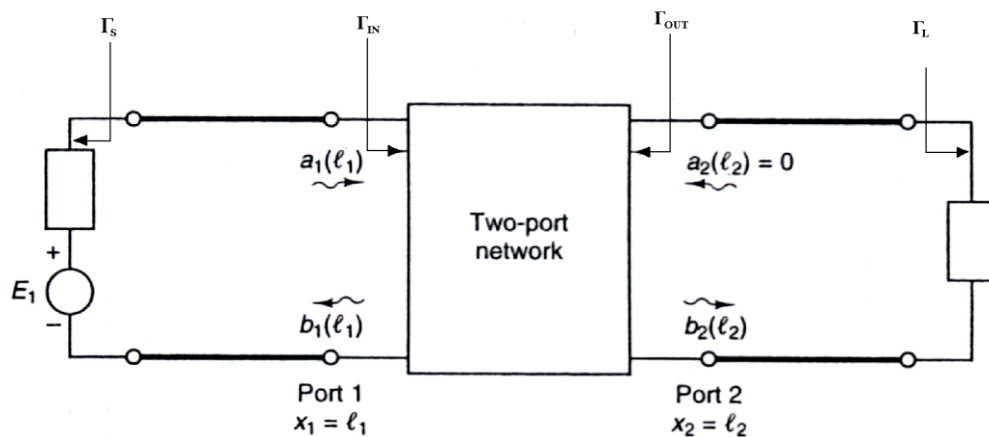 Γ_S
Γ_IN
Γ_OUT
Γ_L
a₁(ℓ₁)
a₂(ℓ₂) = 0
Two-port
network
+
E₁
−
b₁(ℓ₁)
b₂(ℓ₂)
Port 1
x₁ = ℓ₁
Port 2
x₂ = ℓ₂